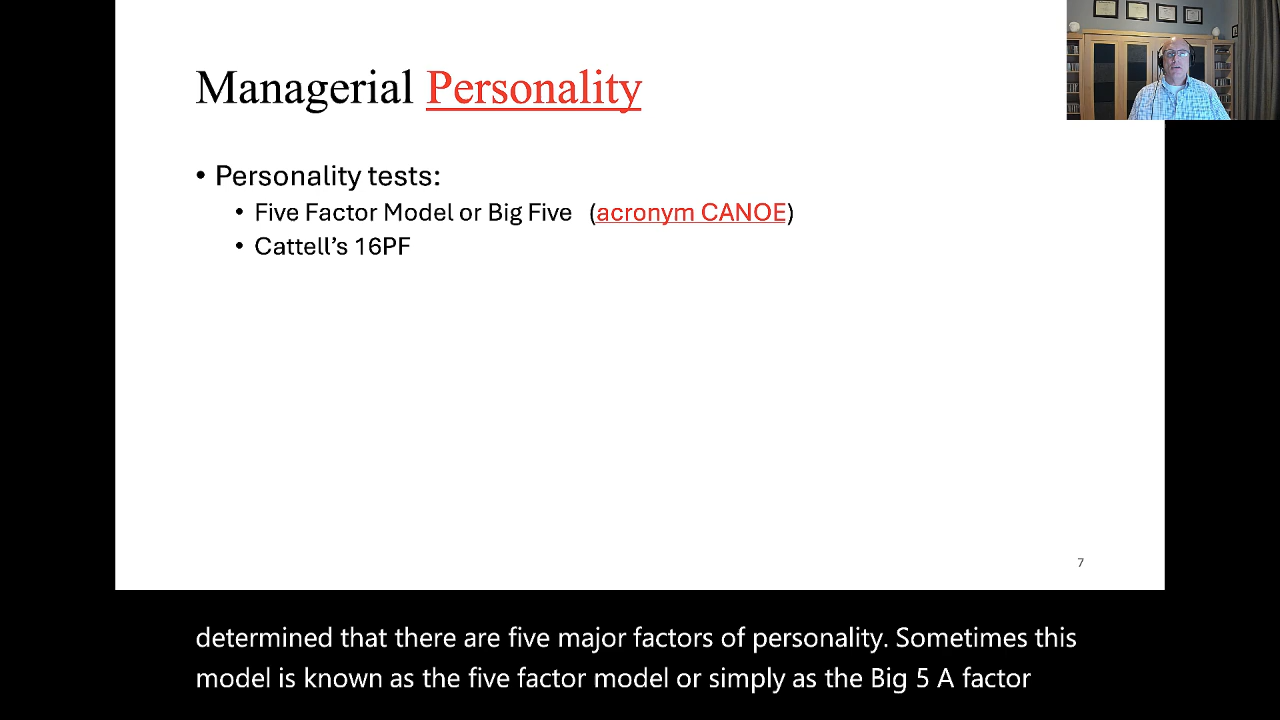 Managerial Personality
• Personality tests:
• Five Factor Model or Big Five (acronym CANOE)
• Cattell’s 16PF
7
determined that there are five major factors of personality. Sometimes this
model is known as the five factor model or simply as the Big 5 A factor